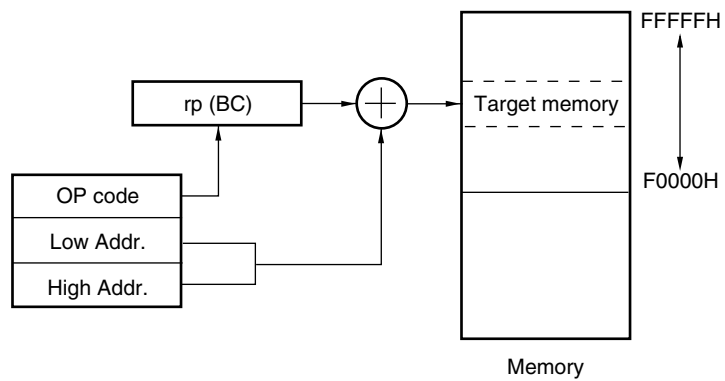 FFFFFH
rp (BC)
Target memory
F0000H
OP code
Low Addr.
High Addr.
Memory